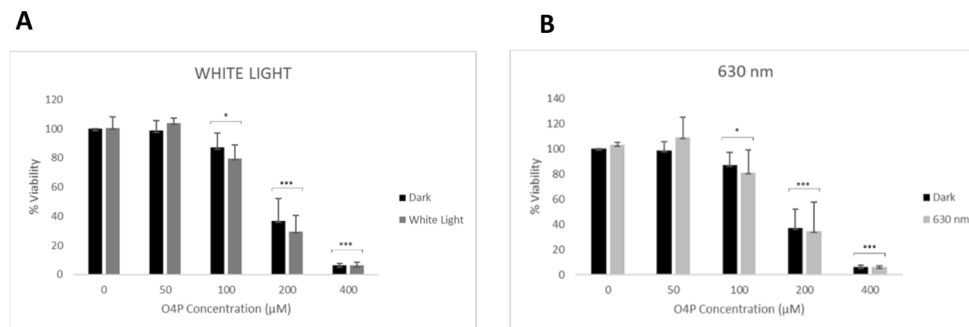 A
WHITE LIGHT
% Viability
120
100
80
60
40
20
0
*
***
***
0 50 100 200 400
O4P Concentration (µM)
Dark
White Light
B
630 nm
% Viability
140
120
100
80
60
40
20
0
*
***
***
0 50 100 200 400
O4P Concentration (µM)
Dark
630 nm